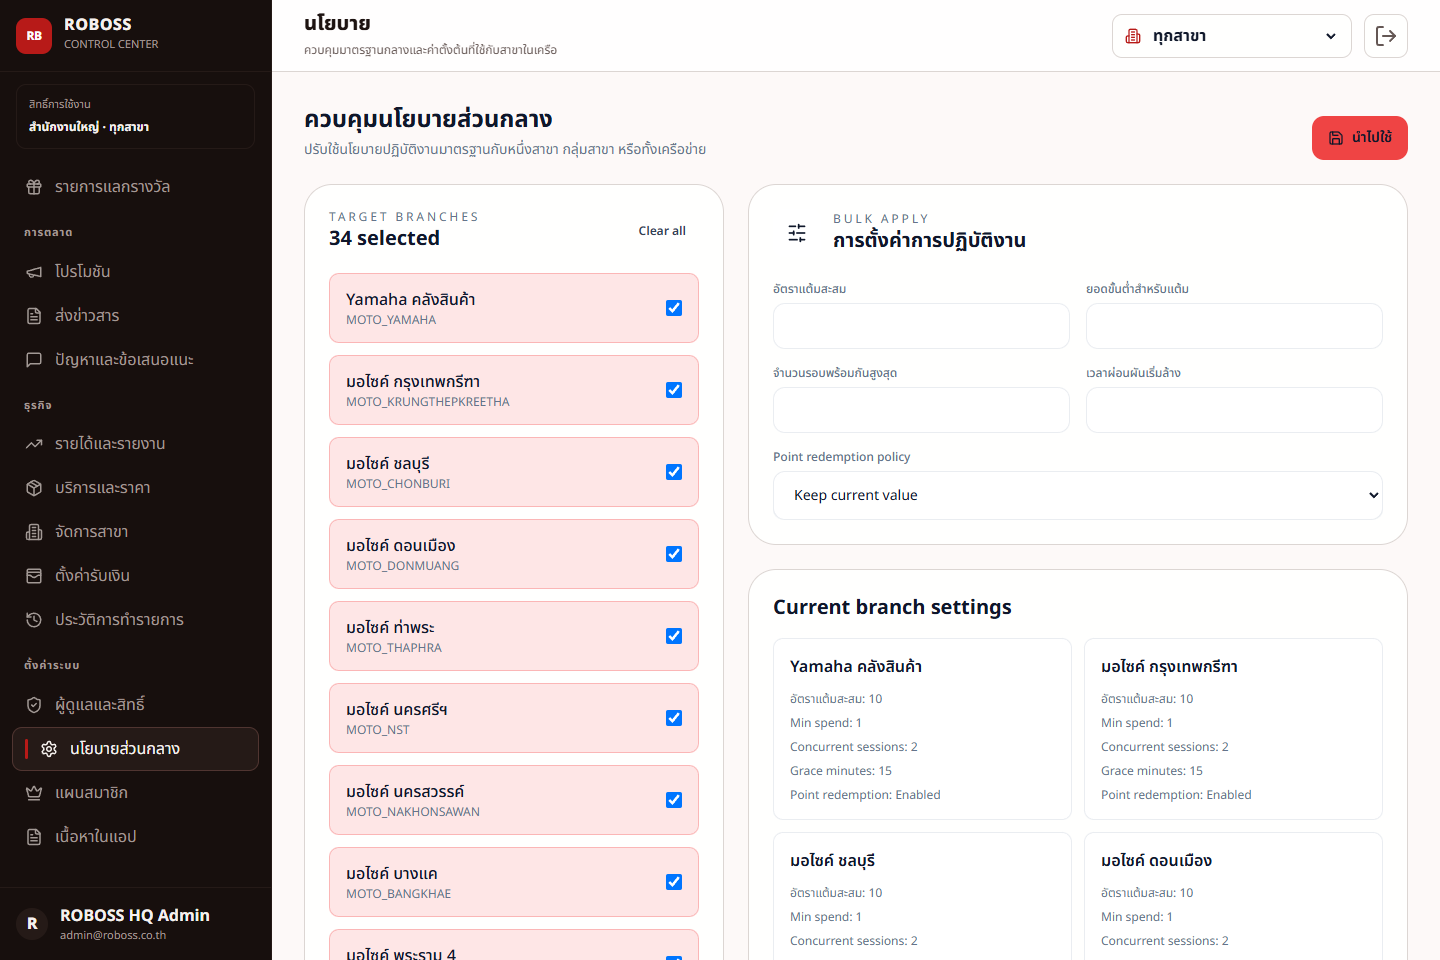 RB
ROBOSS
CONTROL CENTER
สิทธิ์การใช้งาน
สำนักงานใหญ่ · ทุกสาขา
รายการแลกรางวัล
การตลาด
โปรโมชัน
ส่งข่าวสาร
ปัญหาและข้อเสนอแนะ
ธุรกิจ
รายได้และรายงาน
บริการและราคา
จัดการสาขา
ตั้งค่ารับเงิน
ประวัติการทำรายการ
ตั้งค่าระบบ
ผู้ดูแลและสิทธิ์
นโยบายส่วนกลาง
แผนสมาชิก
เนื้อหาในแอป
R
ROBOSS HQ Admin
admin@roboss.co.th
นโยบาย
ควบคุมมาตรฐานกลางและค่าตั้งต้นที่ใช้กับสาขาในเครือ
ทุกสาขา
ควบคุมนโยบายส่วนกลาง
ปรับใช้นโยบายปฏิบัติงานมาตรฐานกับหนึ่งสาขา กลุ่มสาขา หรือทั้งเครือข่าย
นำไปใช้
TARGET BRANCHES
34 selected
Clear all
Yamaha คลังสินค้า
MOTO_YAMAHA
มอไซค์ กรุงเทพกรีฑา
MOTO_KRUNGTHEPKREETHA
มอไซค์ ชลบุรี
MOTO_CHONBURI
มอไซค์ ดอนเมือง
MOTO_DONMUANG
มอไซค์ ท่าพระ
MOTO_THAPHRA
มอไซค์ นครศรีฯ
MOTO_NST
มอไซค์ นครสวรรค์
MOTO_NAKHONSAWAN
มอไซค์ บางแค
MOTO_BANGKHAE
มอไซค์ พระราม 4
BULK APPLY
การตั้งค่าการปฏิบัติงาน
อัตราแต้มสะสม
ยอดขั้นต่ำสำหรับแต้ม
จำนวนรอบพร้อมกันสูงสุด
เวลาผ่อนผันเริ่มล้าง
Point redemption policy
Keep current value
Current branch settings
Yamaha คลังสินค้า
อัตราแต้มสะสม: 10
Min spend: 1
Concurrent sessions: 2
Grace minutes: 15
Point redemption: Enabled
มอไซค์ กรุงเทพกรีฑา
อัตราแต้มสะสม: 10
Min spend: 1
Concurrent sessions: 2
Grace minutes: 15
Point redemption: Enabled
มอไซค์ ชลบุรี
อัตราแต้มสะสม: 10
Min spend: 1
Concurrent sessions: 2
มอไซค์ ดอนเมือง
อัตราแต้มสะสม: 10
Min spend: 1
Concurrent sessions: 2